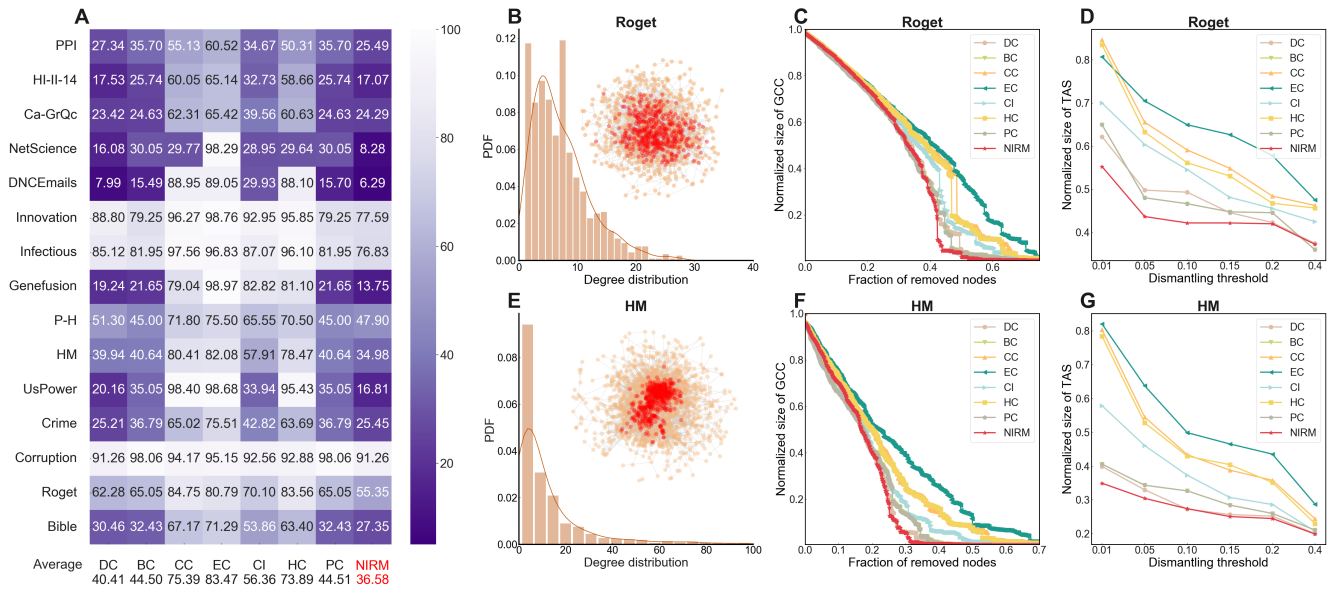 A
PPI 27.34 35.70 55.13 60.52 34.67 50.31 35.70 25.49
HI-II-14 17.53 25.74 60.05 65.14 32.73 58.66 25.74 17.07
Ca-GrQc 23.42 24.63 62.31 65.42 39.56 60.63 24.63 24.29
NetScience 16.08 30.05 29.77 98.29 28.95 29.64 30.05 8.28
DNCEmails 7.99 15.49 88.95 89.05 29.93 88.10 15.70 6.29
Innovation 88.80 79.25 96.27 98.76 92.95 95.85 79.25 77.59
Infectious 85.12 81.95 97.56 96.83 87.07 96.10 81.95 76.83
Genefusion 19.24 21.65 79.04 98.97 82.82 81.10 21.65 13.75
P-H 51.30 45.00 71.80 75.50 65.55 70.50 45.00 47.90
HM 39.94 40.64 80.41 82.08 57.91 78.47 40.64 34.98
UsPower 20.16 35.05 98.40 98.68 33.94 95.43 35.05 16.81
Crime 25.21 36.79 65.02 75.51 42.82 63.69 36.79 25.45
Corruption 91.26 98.06 94.17 95.15 92.56 92.88 98.06 91.26
Roget 62.28 65.05 84.75 80.79 70.10 83.56 65.05 55.35
Bible 30.46 32.43 67.17 71.29 53.86 63.40 32.43 27.35
Average DC BC CC EC CI HC PC NIRM
40.41 44.50 75.39 83.47 56.36 73.89 44.51 36.58
100
80
60
40
20
B
Roget
PDF
0.12
0.10
0.08
0.06
0.04
0.02
0.00
0 10 20 30 40
Degree distribution
C
Roget
Normalized size of GCC
1.0
0.8
0.6
0.4
0.2
0.0 0.2 0.4 0.6
Fraction of removed nodes
DC
BC
CC
EC
CI
HC
PC
NIRM
D
Roget
Normalized size of TAS
0.8
0.7
0.6
0.5
0.4
0.01 0.05 0.10 0.15 0.2 0.4
Dismantling threshold
DC
BC
CC
EC
CI
HC
PC
NIRM
E
HM
PDF
0.08
0.06
0.04
0.02
0.00
0 20 40 60 80 100
Degree distribution
F
HM
Normalized size of GCC
1.0
0.8
0.6
0.4
0.2
0.0 0.1 0.2 0.3 0.4 0.5 0.6 0.7
Fraction of removed nodes
DC
BC
CC
EC
CI
HC
PC
NIRM
G
HM
Normalized size of TAS
0.8
0.7
0.6
0.5
0.4
0.3
0.2
0.01 0.05 0.10 0.15 0.2 0.4
Dismantling threshold
DC
BC
CC
EC
CI
HC
PC
NIRM